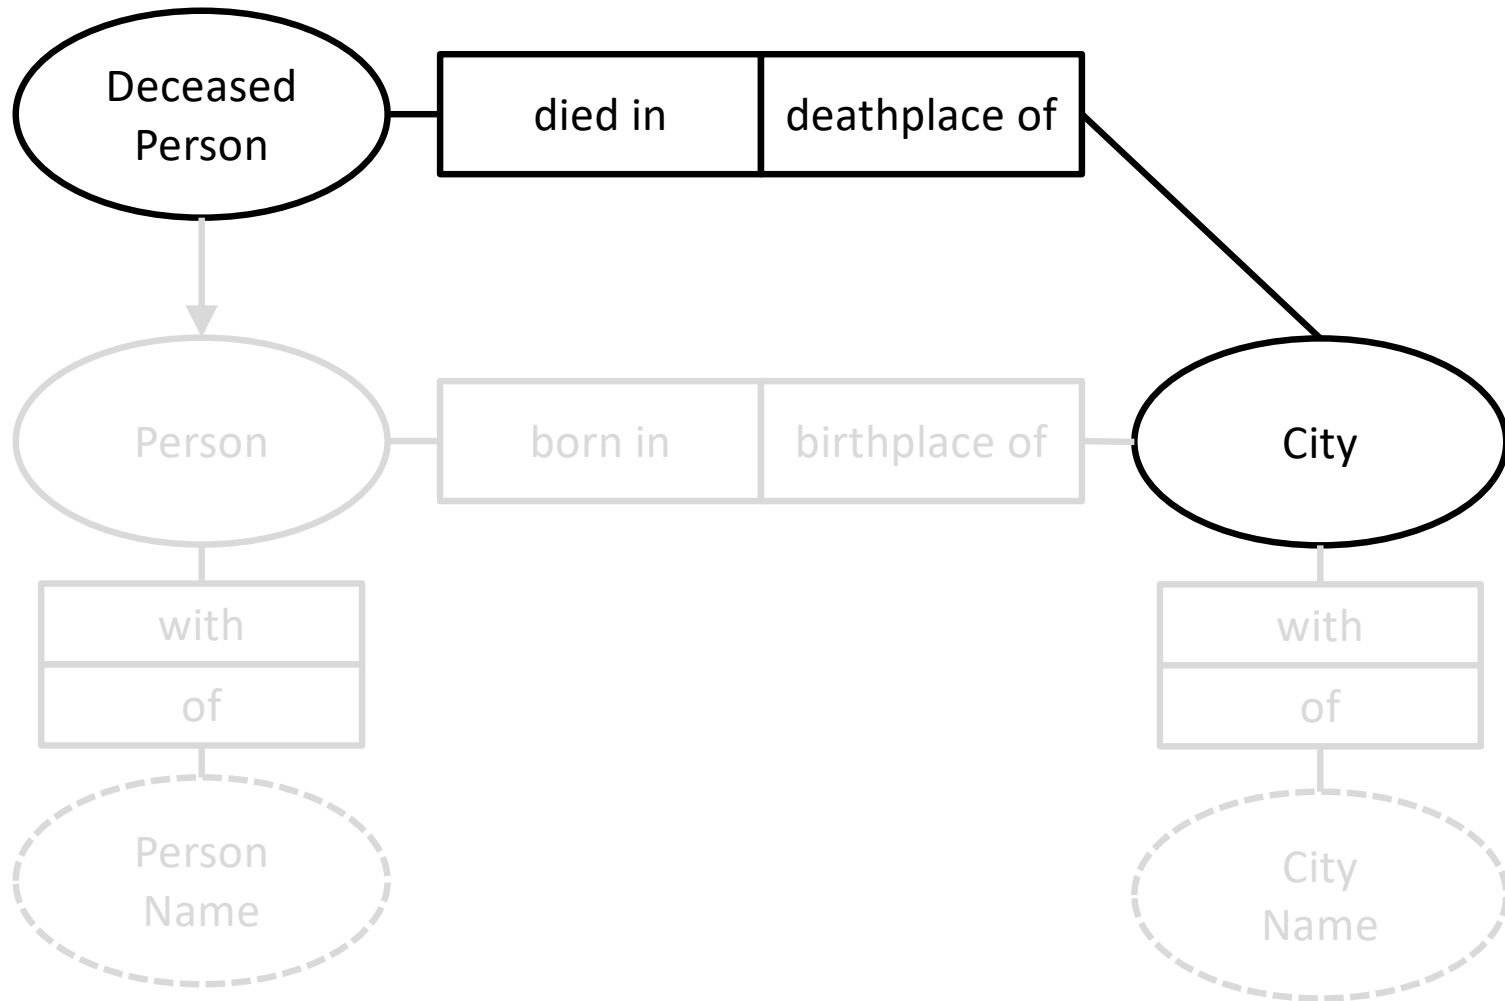 Deceased
Person
died in
deathplace of
Person
born in
birthplace of
City
with
of
with
of
Person
Name
City
Name